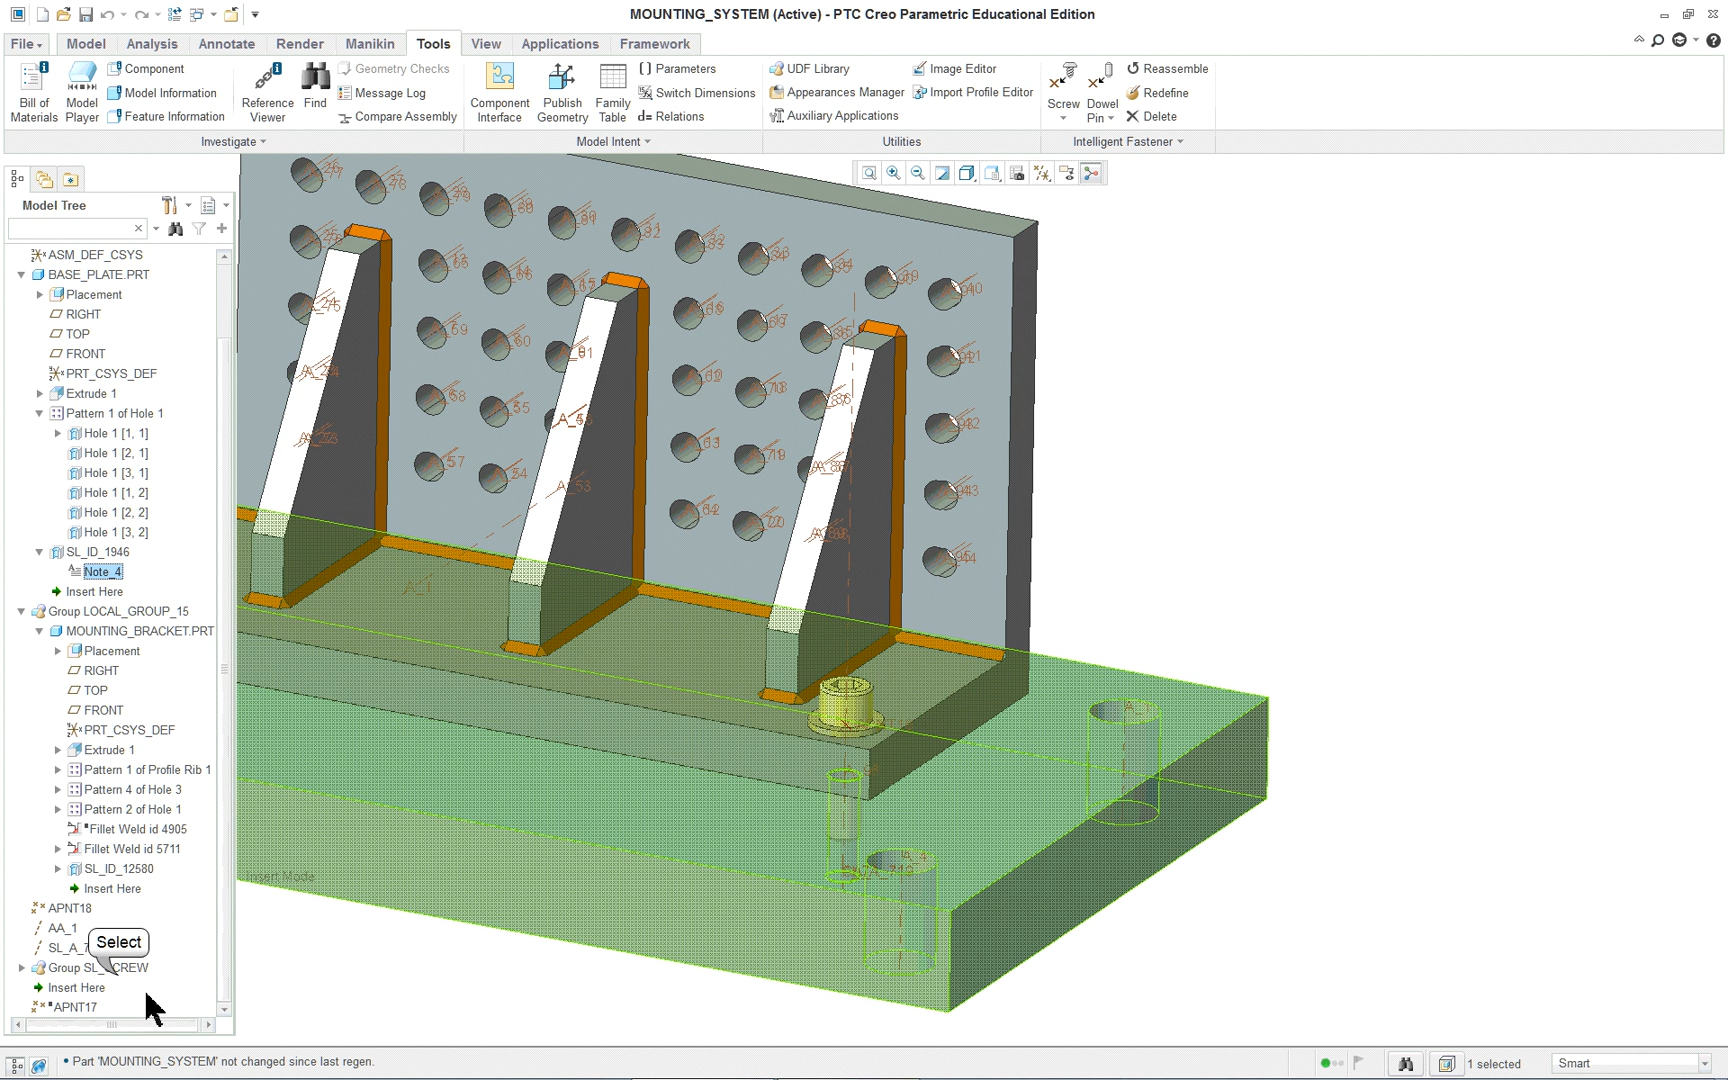 MOUNTING_SYSTEM (Active) - PTC Creo Parametric Educational Edition
File
Model
Analysis
Annotate
Render
Manikin
Tools
View
Applications
Framework
Bill of Materials
Model Player
Component
Model Information
Feature Information
Reference Viewer
Find
Geometry Checks
Message Log
Compare Assembly
Component Interface
Publish Geometry
Family Table
Parameters
Switch Dimensions
d= Relations
UDF Library
Appearances Manager
Auxiliary Applications
Image Editor
Import Profile Editor
Screw
Dowel Pin
Reassemble
Redefine
Delete
Investigate
Model Intent
Utilities
Intelligent Fastener
Model Tree
ASM_DEF_CSYS
BASE_PLATE.PRT
Placement
RIGHT
TOP
FRONT
PRT_CSYS_DEF
Extrude 1
Pattern 1 of Hole 1
Hole 1 [1, 1]
Hole 1 [2, 1]
Hole 1 [3, 1]
Hole 1 [1, 2]
Hole 1 [2, 2]
Hole 1 [3, 2]
SL_ID_1946
Note_4
Insert Here
Group LOCAL_GROUP_15
MOUNTING_BRACKET.PRT
Placement
RIGHT
TOP
FRONT
PRT_CSYS_DEF
Extrude 1
Pattern 1 of Profile Rib 1
Pattern 4 of Hole 3
Pattern 2 of Hole 1
Fillet Weld id 4905
Fillet Weld id 5711
SL_ID_12580
Insert Here
APNT18
AA_1
Select
Insert Here
APNT17
Insert Mode
A_1
A_53
• Part 'MOUNTING_SYSTEM' not changed since last regen.
1 selected
Smart